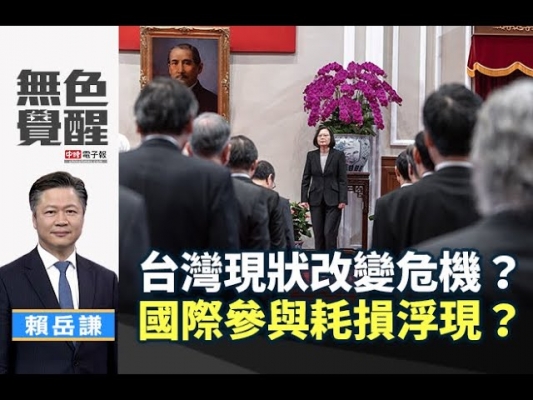 無色
覺醒
中時 電子報
賴岳謙
台灣現狀改變危機？
國際參與耗損浮現？